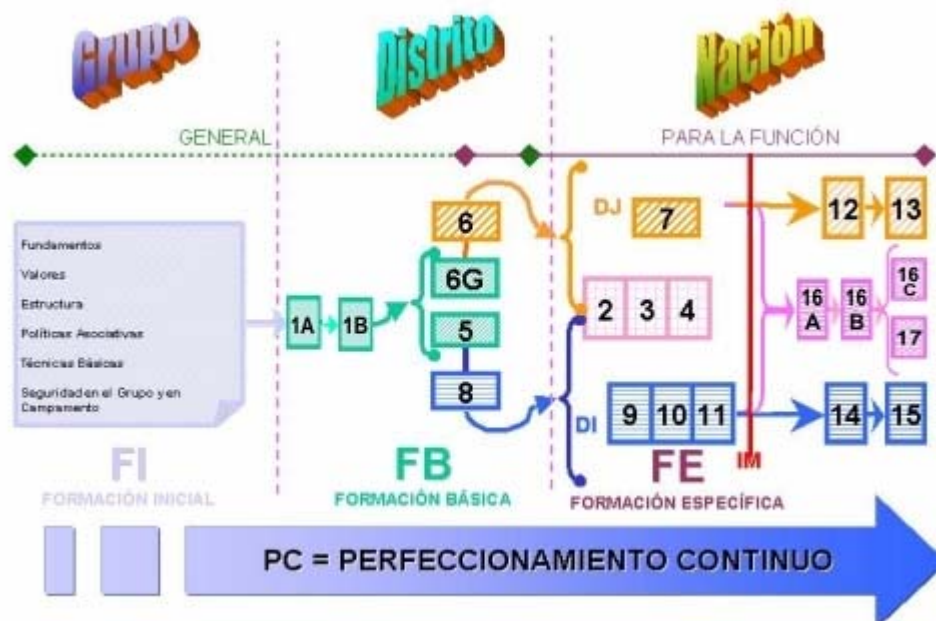 Grupo
Distrito
Nación
GENERAL
PARA LA FUNCIÓN
Fundamentos
Valores
Estructura
Políticas Asociativas
Técnicas Básicas
Seguridad en el Grupo y en
Campamento
1A
1B
6
6G
5
8
DJ
7
2
3
4
DI
9
10
11
IM
12
13
16
A
16
B
16
C
17
14
15
FI
FORMACIÓN INICIAL
FB
FORMACIÓN BÁSICA
FE
FORMACIÓN ESPECÍFICA
PC = PERFECCIONAMIENTO CONTINUO